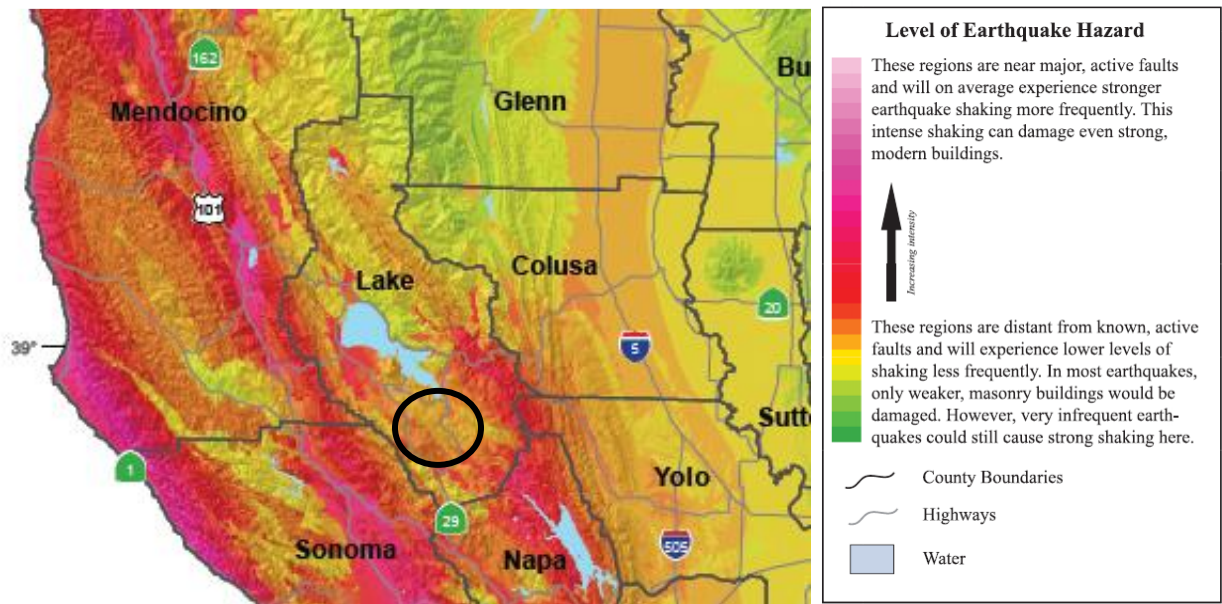 162
Mendocino
Glenn
Bu
101
Lake
Colusa
20
39°
5
Sutt
1
Yolo
29
Sonoma
Napa
505
Level of Earthquake Hazard
These regions are near major, active faults
and will on average experience stronger
earthquake shaking more frequently. This
intense shaking can damage even strong,
modern buildings.
Increasing intensity
These regions are distant from known, active
faults and will experience lower levels of
shaking less frequently. In most earthquakes,
only weaker, masonry buildings would be
damaged. However, very infrequent earth-
quakes could still cause strong shaking here.
County Boundaries
Highways
Water